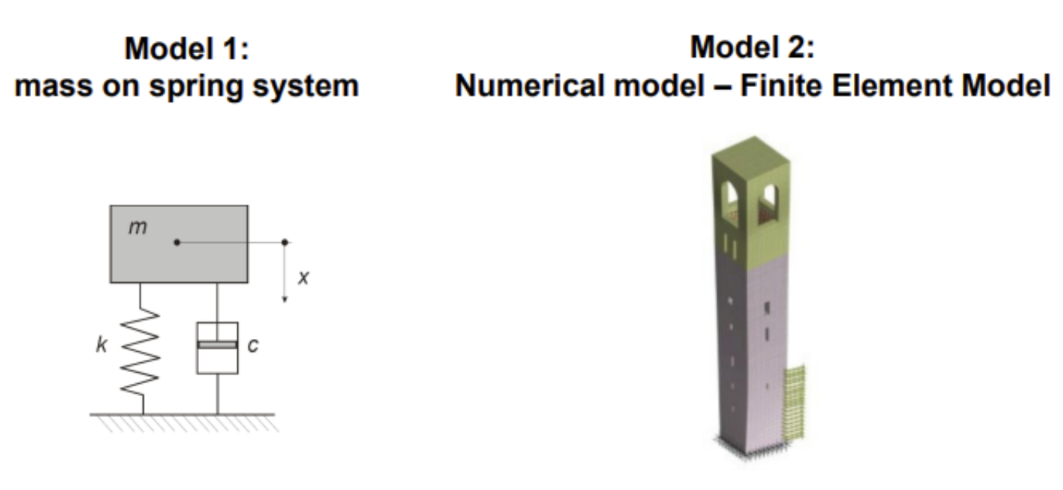 Model 1:
mass on spring system
Model 2:
Numerical model – Finite Element Model
m
x
k
c